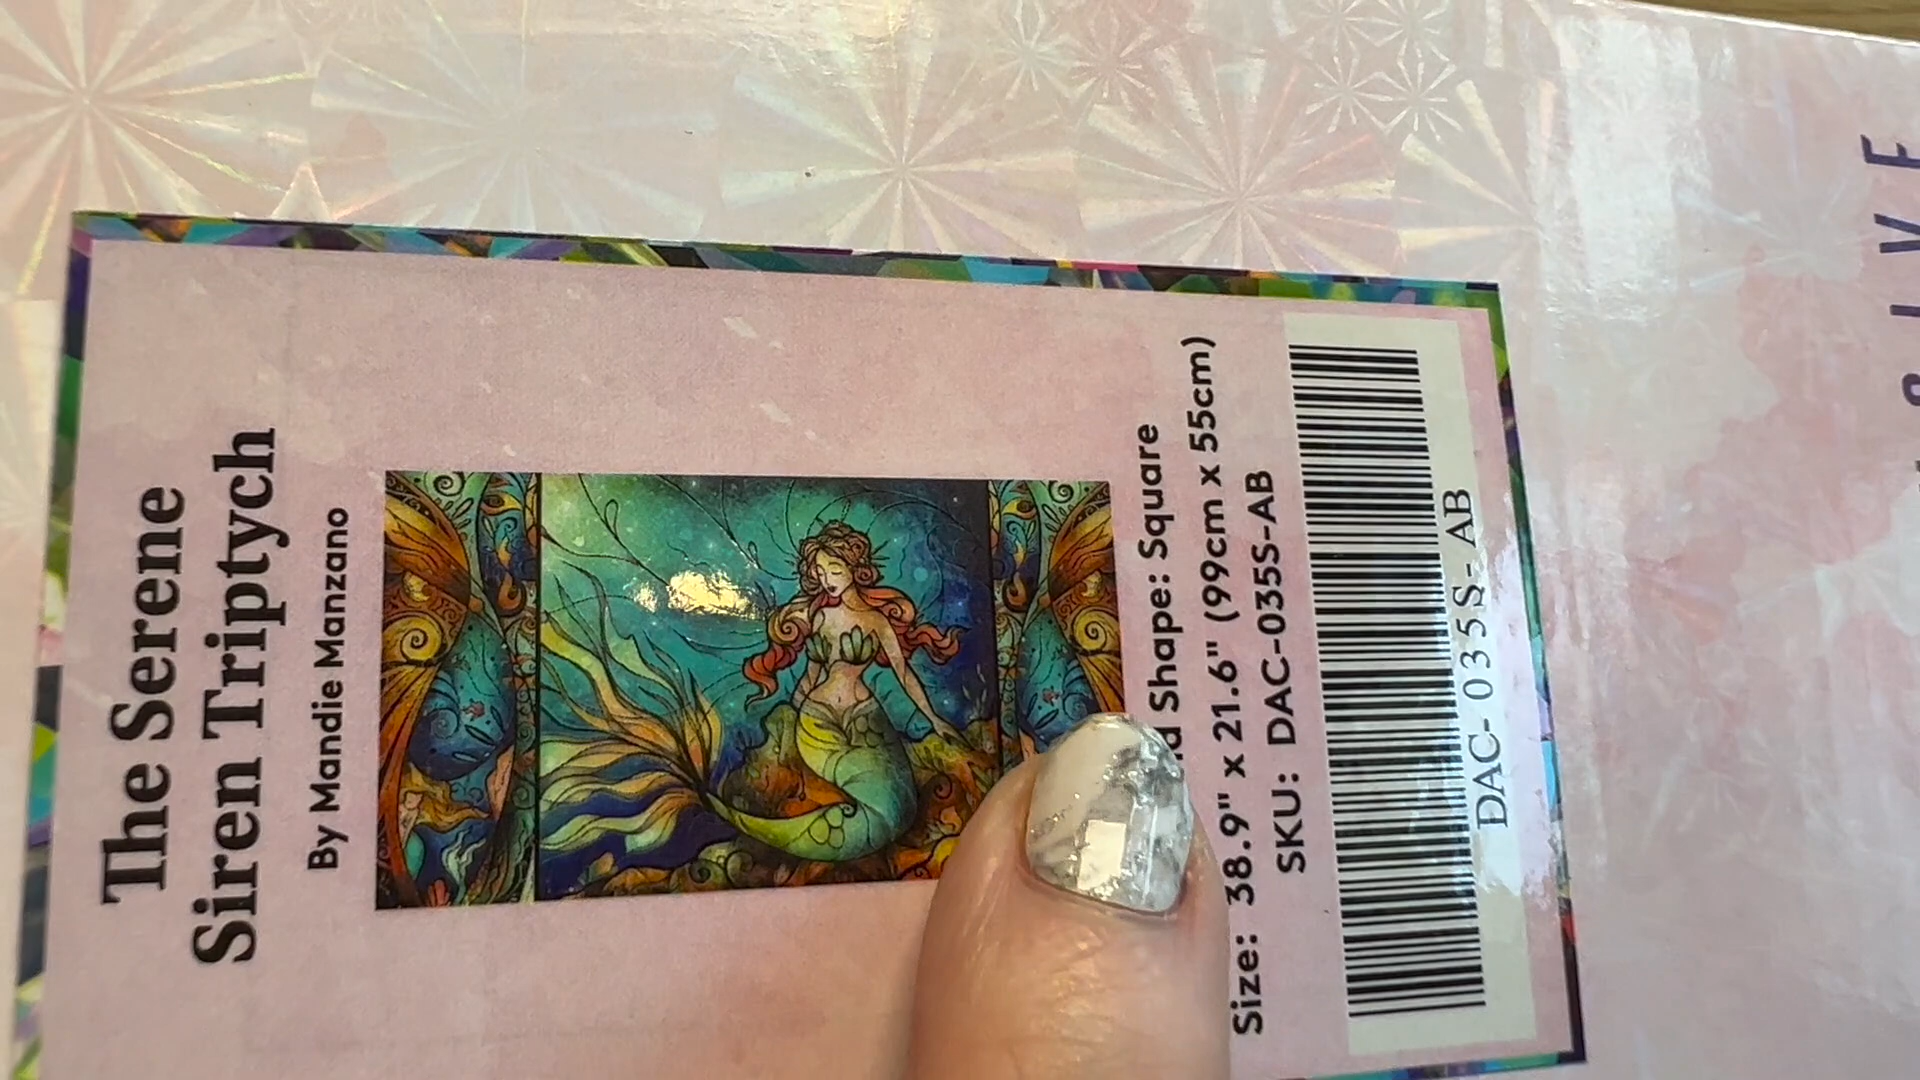 The Serene
Siren Triptych
By Mandie Manzano
Shape: Square
Size: 38.9" x 21.6" (99cm x 55cm)
SKU: DAC-035S-AB
DAC-035S-AB